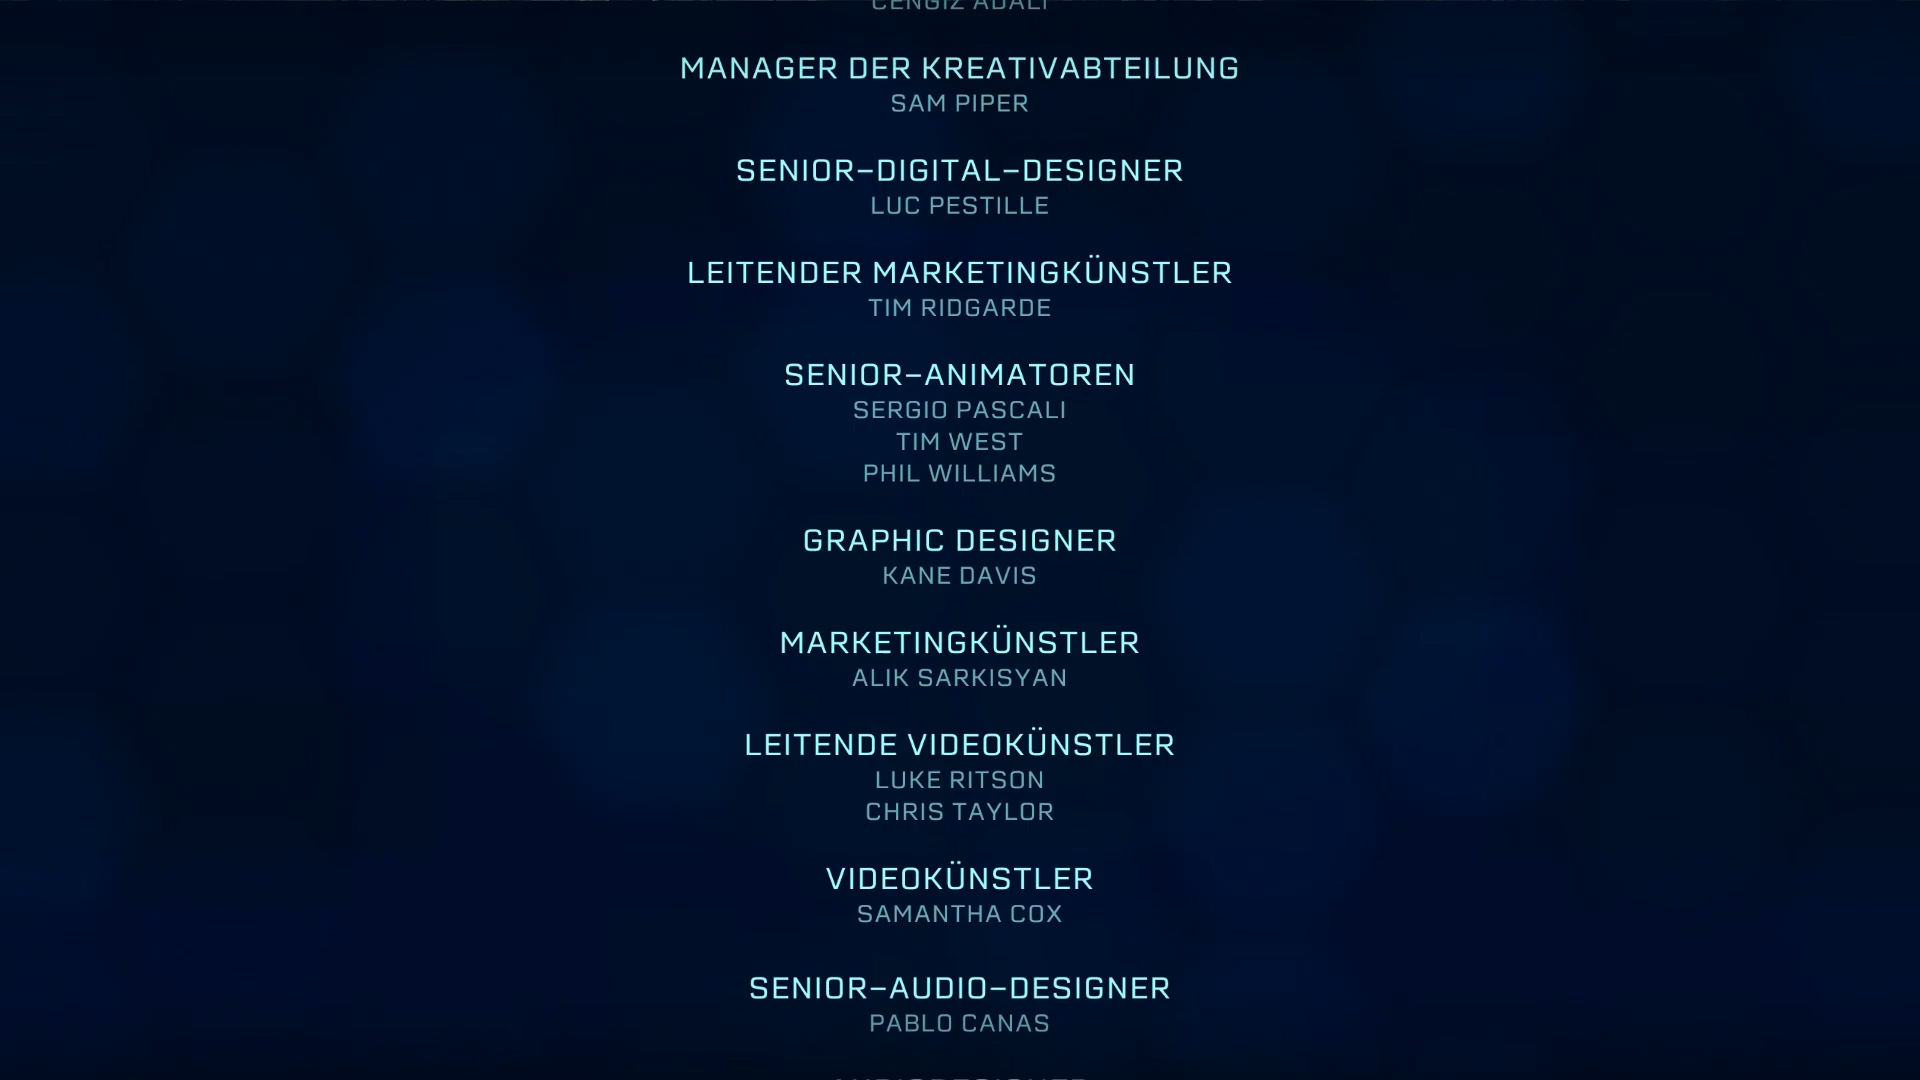 CENGIZ ADALI
MANAGER DER KREATIVABTEILUNG
SAM PIPER
SENIOR-DIGITAL-DESIGNER
LUC PESTILLE
LEITENDER MARKETINGKÜNSTLER
TIM RIDGARDE
SENIOR-ANIMATOREN
SERGIO PASCALI
TIM WEST
PHIL WILLIAMS
GRAPHIC DESIGNER
KANE DAVIS
MARKETINGKÜNSTLER
ALIK SARKISYAN
LEITENDE VIDEOKÜNSTLER
LUKE RITSON
CHRIS TAYLOR
VIDEOKÜNSTLER
SAMANTHA COX
SENIOR-AUDIO-DESIGNER
PABLO CANAS